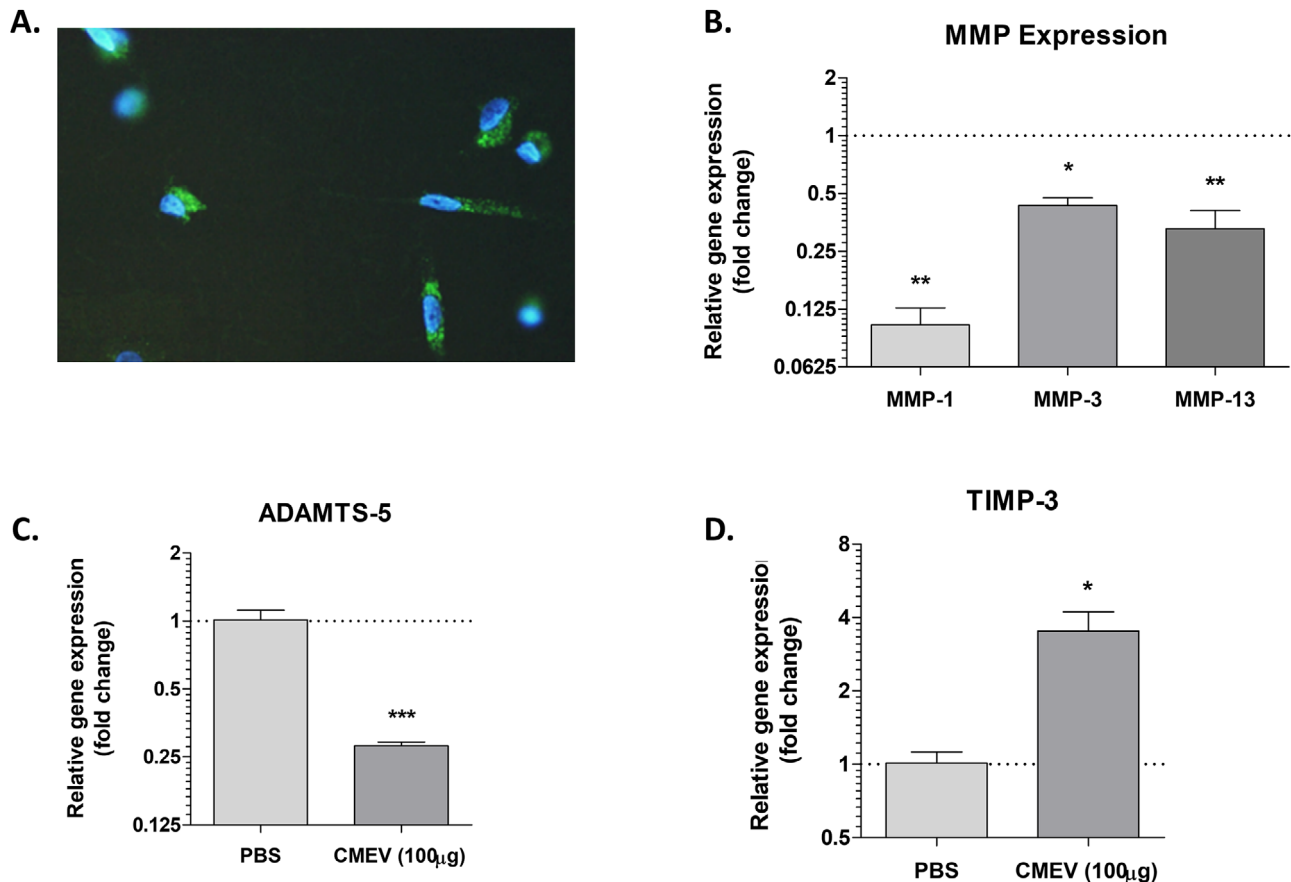 A.
B.
MMP Expression
Relative gene expression
(fold change)
2
1
0.5
0.25
0.125
0.0625
**
*
**
MMP-1
MMP-3
MMP-13
C.
ADAMTS-5
Relative gene expression
(fold change)
2
1
0.5
0.25
0.125
***
PBS
CMEV (100µg)
D.
TIMP-3
Relative gene expressio
(fold change)
8
4
2
1
0.5
*
PBS
CMEV (100µg)